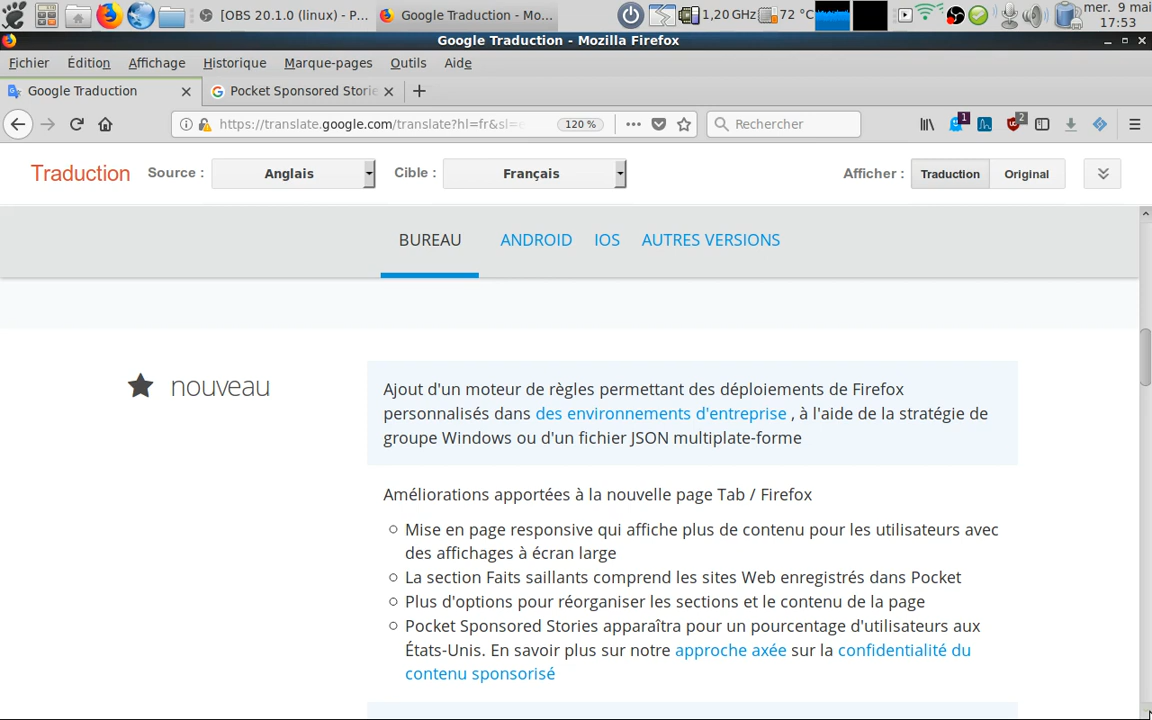 [OBS 20.1.0 (linux) - P...
Google Traduction - Mo...
1,20 GHz
72 °C
mer. 9 mai
17:53
Google Traduction - Mozilla Firefox
Fichier Édition Affichage Historique Marque-pages Outils Aide
Google Traduction
Pocket Sponsored Storie
https://translate.google.com/translate?hl=fr&sl=e
120 %
Rechercher
1
2
Traduction Source : Anglais Cible : Français Afficher : Traduction Original
BUREAU ANDROID IOS AUTRES VERSIONS
nouveau
Ajout d'un moteur de règles permettant des déploiements de Firefox
personnalisés dans des environnements d'entreprise , à l'aide de la stratégie de
groupe Windows ou d'un fichier JSON multiplate-forme
Améliorations apportées à la nouvelle page Tab / Firefox
Mise en page responsive qui affiche plus de contenu pour les utilisateurs avec
des affichages à écran large
La section Faits saillants comprend les sites Web enregistrés dans Pocket
Plus d'options pour réorganiser les sections et le contenu de la page
Pocket Sponsored Stories apparaîtra pour un pourcentage d'utilisateurs aux
États-Unis. En savoir plus sur notre approche axée sur la confidentialité du
contenu sponsorisé